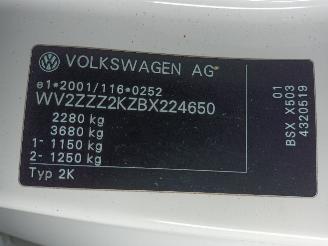 VOLKSWAGEN AG
e1*2001/116*0252
WV2ZZZ2KZBX224650
2280 kg
3680 kg
1- 1150 kg
2- 1250 kg
Typ 2K
01
BSX X503
4320519